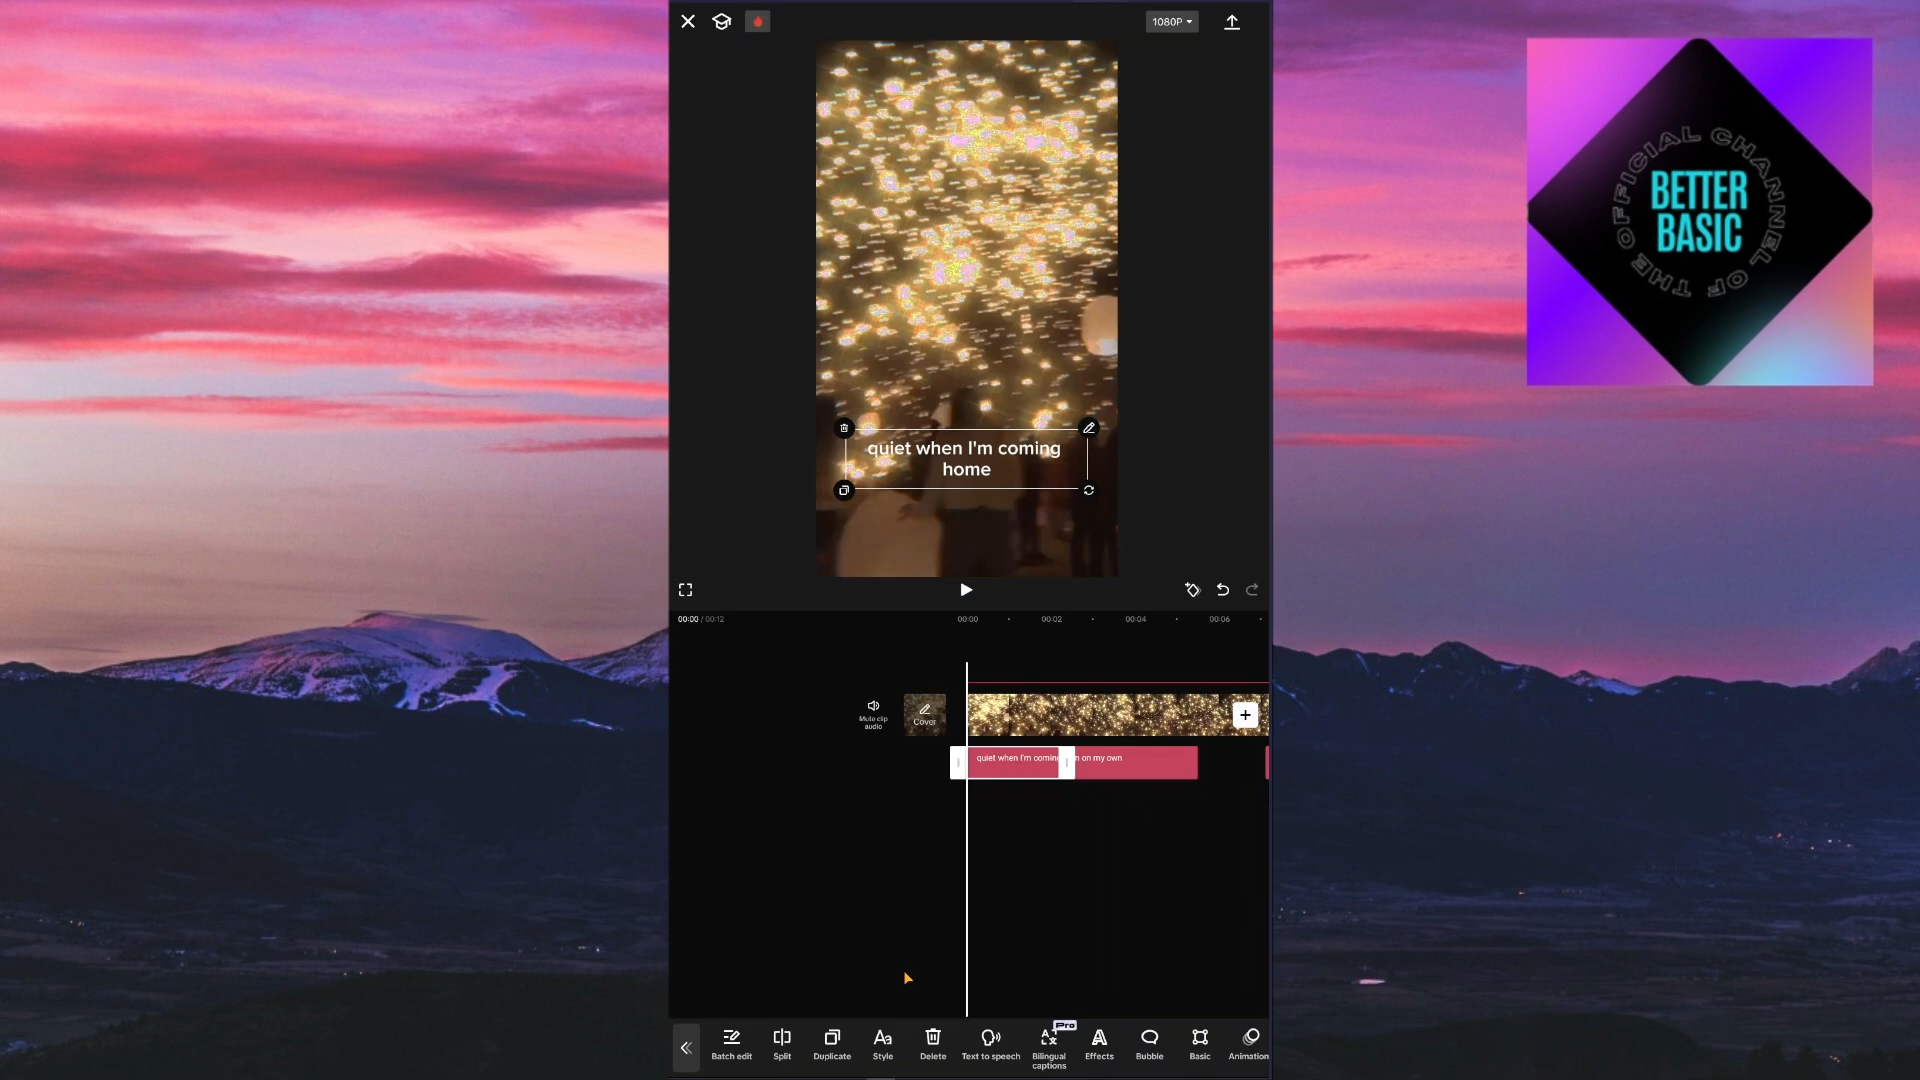 1080P
OFFICIAL CHANNEL OF THE
BETTER
BASIC
quiet when I'm coming
home
00:00 / 00:12
00:00
00:02
00:04
00:06
Mute clip
audio
Cover
quiet when I'm coming
n on my own
Pro
Batch edit
Split
Duplicate
Style
Delete
Text to speech
Bilingual
captions
Effects
Bubble
Basic
Animation